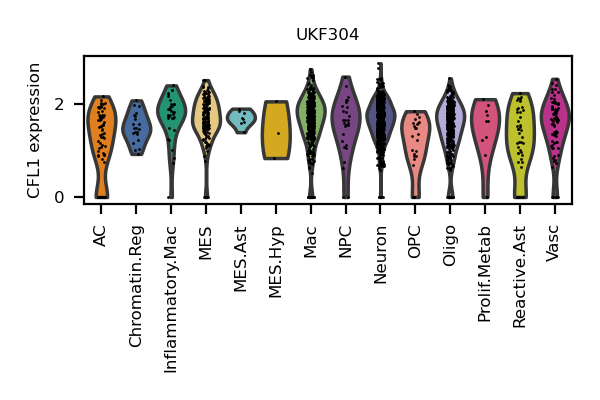 UKF304
CFL1 expression
2
0
AC
Chromatin.Reg
Inflammatory.Mac
MES
MES.Ast
MES.Hyp
Mac
NPC
Neuron
OPC
Oligo
Prolif.Metab
Reactive.Ast
Vasc